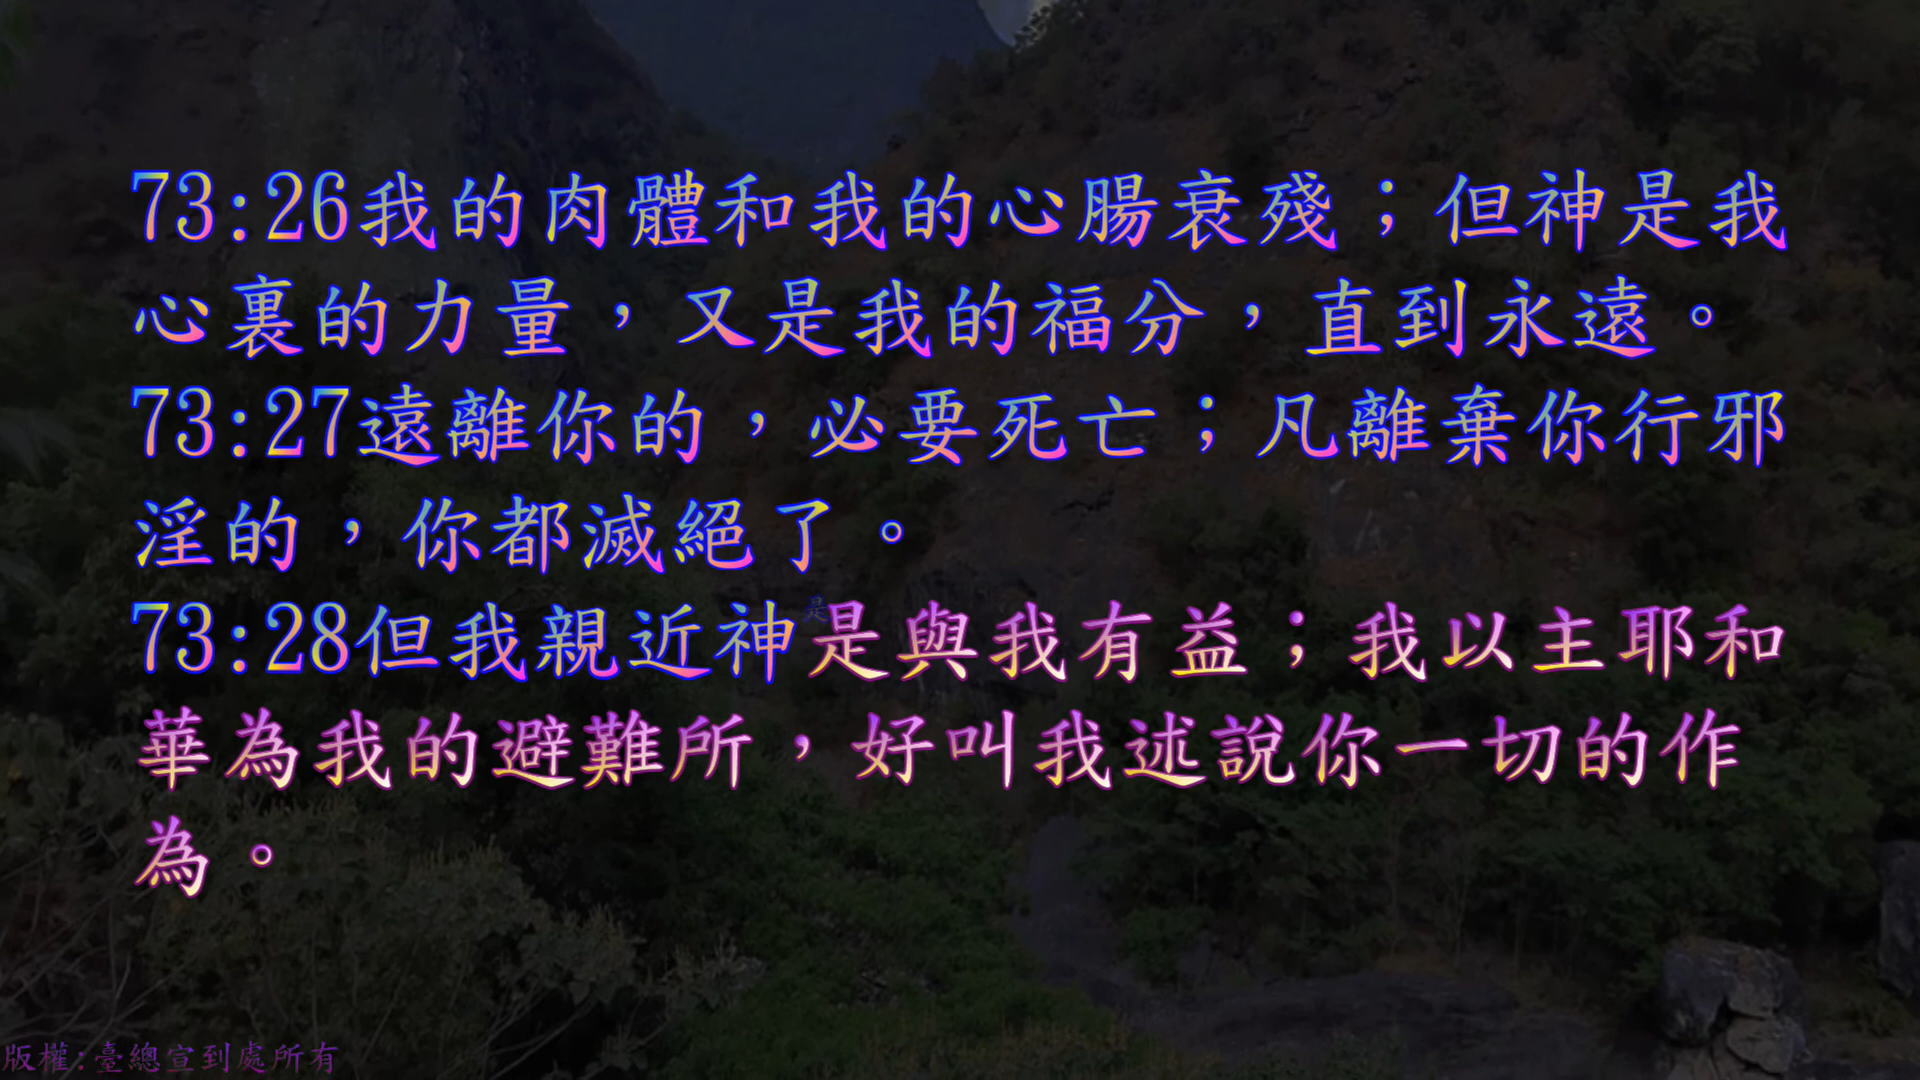 73:26我的肉體和我的心腸衰殘；但神是我
心裏的力量，又是我的福分，直到永遠。
73:27遠離你的，必要死亡；凡離棄你行邪
淫的，你都滅絕了。
73:28但我親近神是與我有益；我以主耶和
華為我的避難所，好叫我述說你一切的作
為。
是
版權:臺總宣到處所有